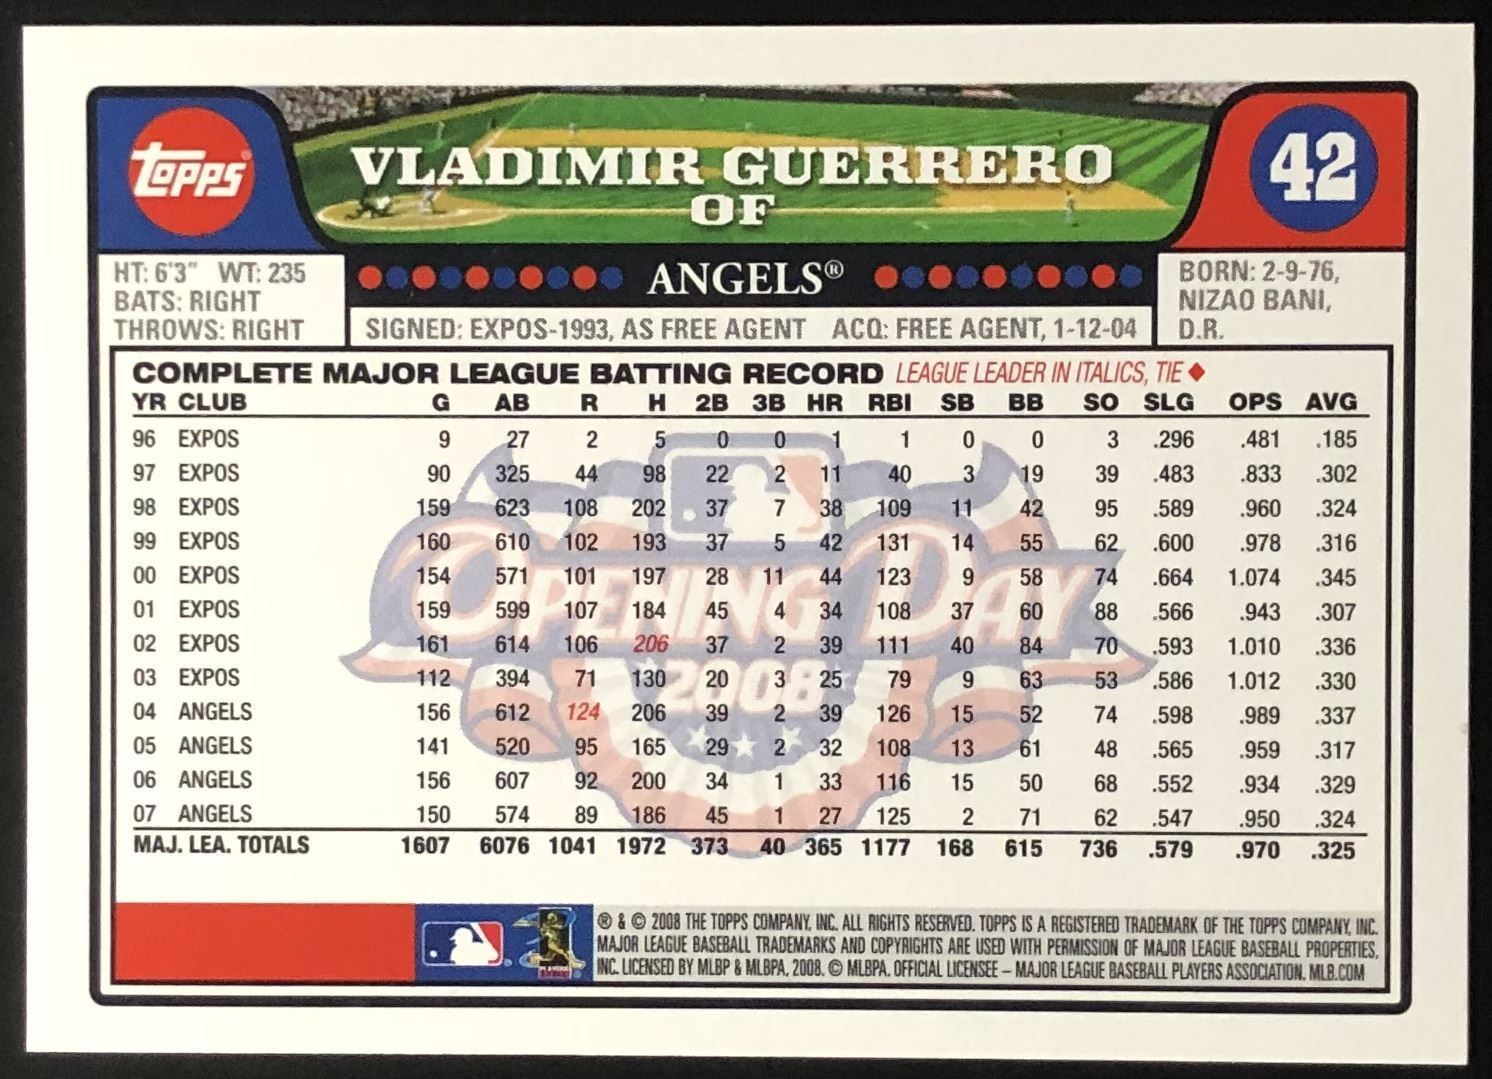 Topps®
VLADIMIR GUERRERO
OF
42
HT: 6'3" WT: 235
BATS: RIGHT
THROWS: RIGHT
ANGELS®
SIGNED: EXPOS-1993, AS FREE AGENT ACQ: FREE AGENT, 1-12-04
BORN: 2-9-76,
NIZAO BANI,
D.R.
COMPLETE MAJOR LEAGUE BATTING RECORD LEAGUE LEADER IN ITALICS, TIE ♦
YR CLUB G AB R H 2B 3B HR RBI SB BB SO SLG OPS AVG
96 EXPOS 9 27 2 5 0 0 1 1 0 0 3 .296 .481 .185
97 EXPOS 90 325 44 98 22 2 11 40 3 19 39 .483 .833 .302
98 EXPOS 159 623 108 202 37 7 38 109 11 42 95 .589 .960 .324
99 EXPOS 160 610 102 193 37 5 42 131 14 55 62 .600 .978 .316
00 EXPOS 154 571 101 197 28 11 44 123 9 58 74 .664 1.074 .345
01 EXPOS 159 599 107 184 45 4 34 108 37 60 88 .566 .943 .307
02 EXPOS 161 614 106 206 37 2 39 111 40 84 70 .593 1.010 .336
03 EXPOS 112 394 71 130 20 3 25 79 9 63 53 .586 1.012 .330
04 ANGELS 156 612 124 206 39 2 39 126 15 52 74 .598 .989 .337
05 ANGELS 141 520 95 165 29 2 32 108 13 61 48 .565 .959 .317
06 ANGELS 156 607 92 200 34 1 33 116 15 50 68 .552 .934 .329
07 ANGELS 150 574 89 186 45 1 27 125 2 71 62 .547 .950 .324
MAJ. LEA. TOTALS 1607 6076 1041 1972 373 40 365 1177 168 615 736 .579 .970 .325
OPENING DAY
2008
® & © 2008 THE TOPPS COMPANY, INC. ALL RIGHTS RESERVED. TOPPS IS A REGISTERED TRADEMARK OF THE TOPPS COMPANY, INC.
MAJOR LEAGUE BASEBALL TRADEMARKS AND COPYRIGHTS ARE USED WITH PERMISSION OF MAJOR LEAGUE BASEBALL PROPERTIES,
INC. LICENSED BY MLBP & MLBPA, 2008. © MLBPA. OFFICIAL LICENSEE – MAJOR LEAGUE BASEBALL PLAYERS ASSOCIATION. MLB.COM